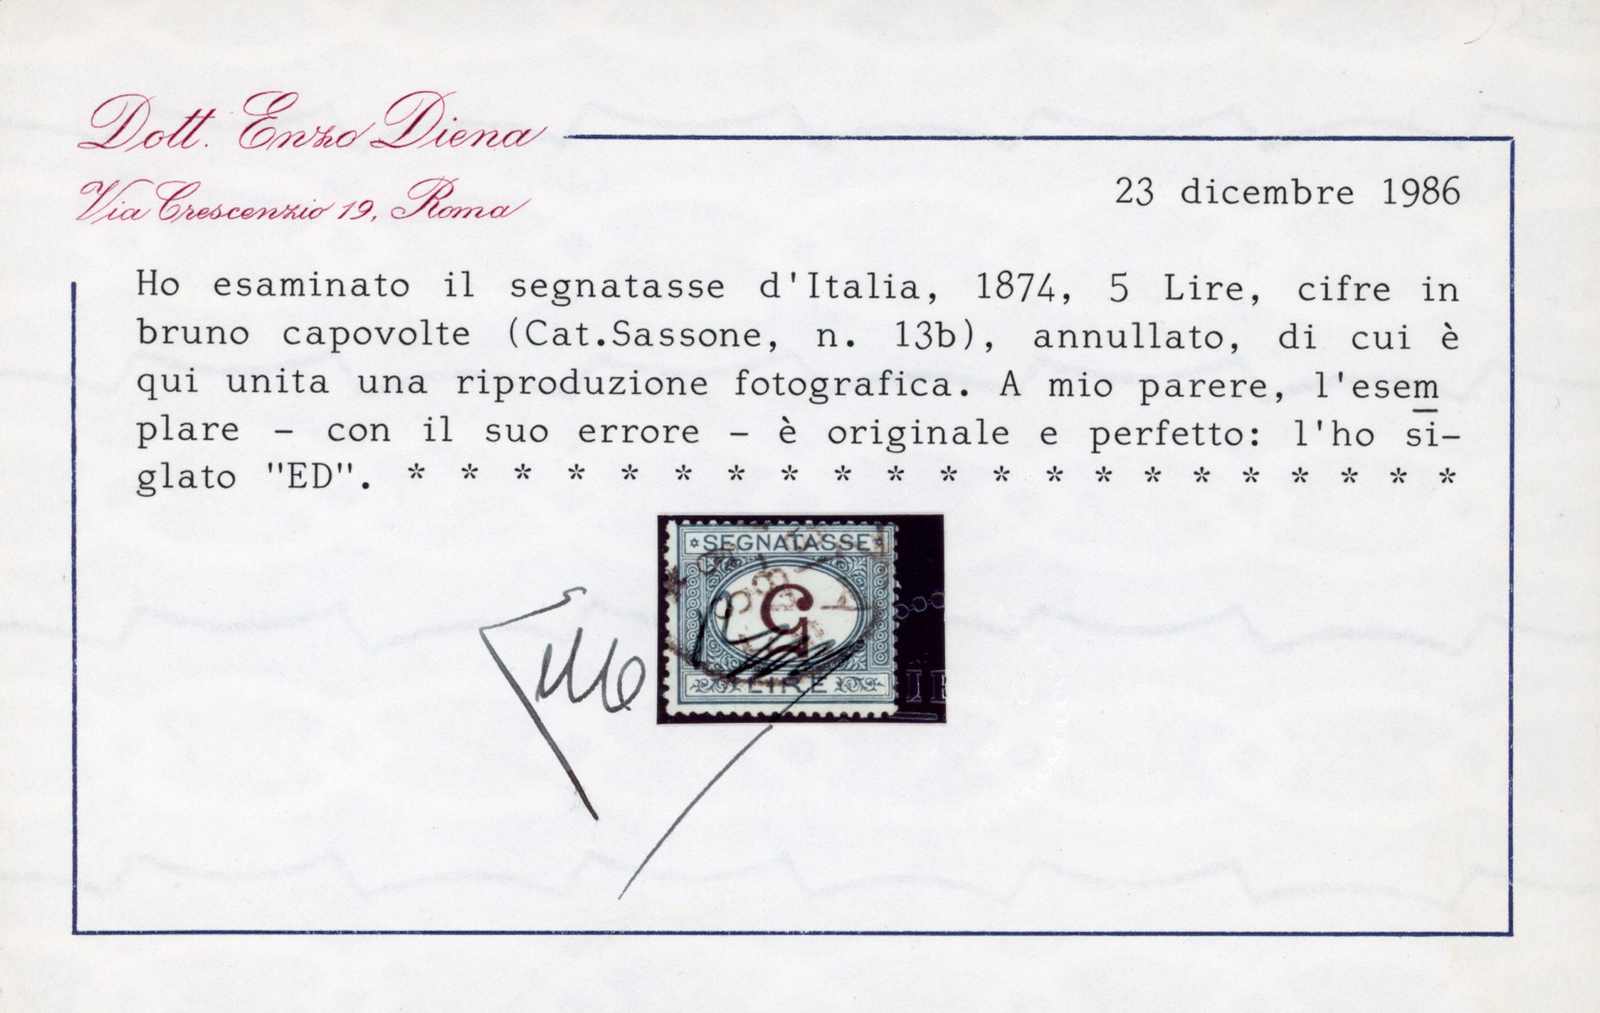 Dott. Enzo Diena
Via Crescenzio 19, Roma
23 dicembre 1986
Ho esaminato il segnatasse d'Italia, 1874, 5 Lire, cifre in
bruno capovolte (Cat.Sassone, n. 13b), annullato, di cui è
qui unita una riproduzione fotografica. A mio parere, l'esem
plare - con il suo errore - è originale e perfetto: l'ho si-
glato "ED". * * * * * * * * * * * * * * * * * * * *
SEGNATASSE
5
LIRE